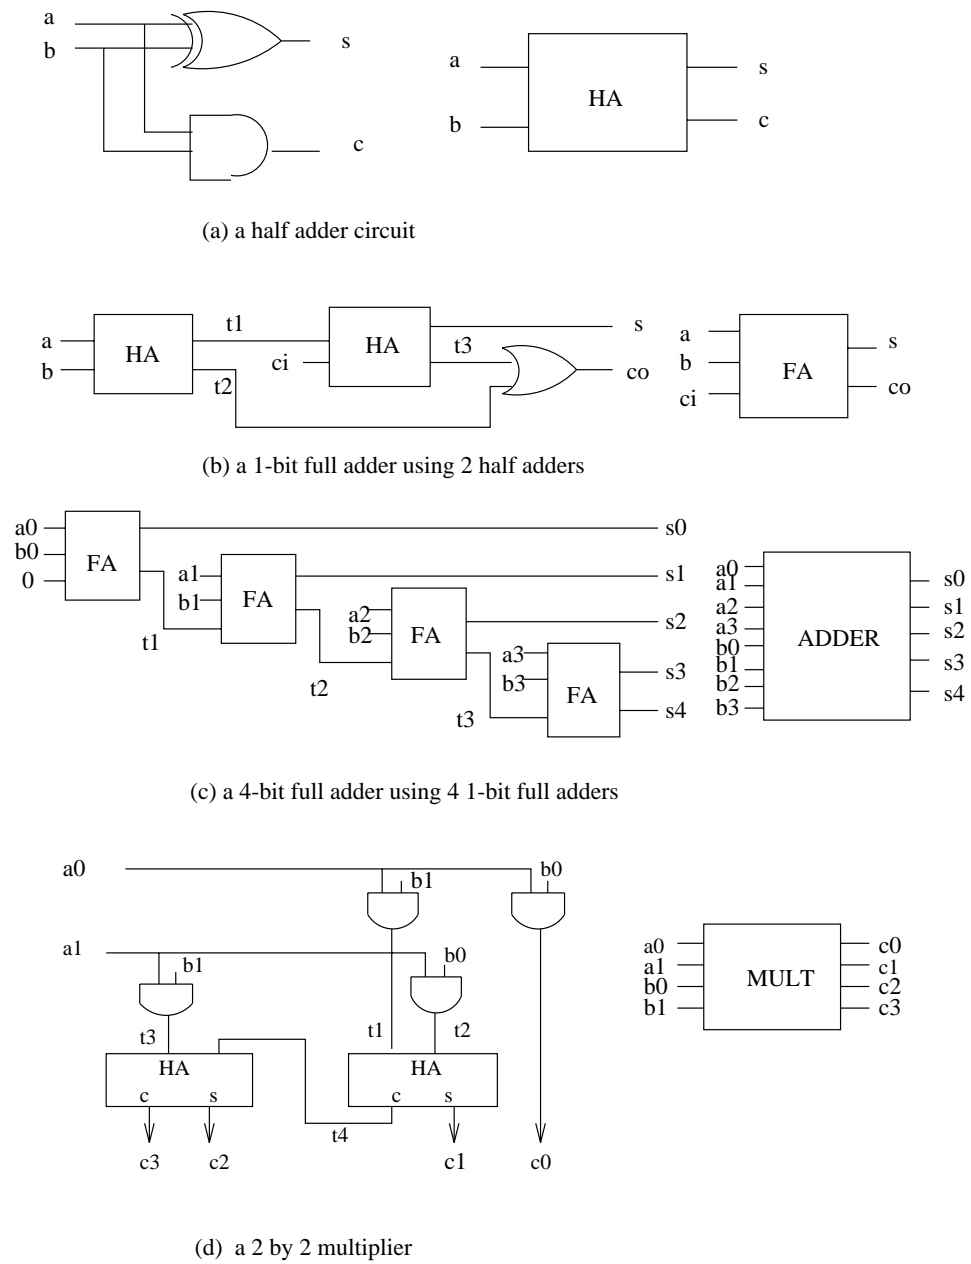 a
b
s
c
a
b
HA
s
c
(a) a half adder circuit
a
b
HA
t1
t2
ci
HA
t3
s
co
a
b
ci
FA
s
co
(b) a 1-bit full adder using 2 half adders
a0
b0
0
FA
t1
a1
b1
FA
t2
a2
b2
FA
t3
a3
b3
FA
s0
s1
s2
s3
s4
a0
a1
a2
a3
b0
b1
b2
b3
ADDER
s0
s1
s2
s3
s4
(c) a 4-bit full adder using 4 1-bit full adders
a0
b1
b0
a1
b1
b0
t3
t1
t2
HA
c s
HA
c s
t4
c3
c2
c1
c0
a0
a1
b0
b1
MULT
c0
c1
c2
c3
(d) a 2 by 2 multiplier